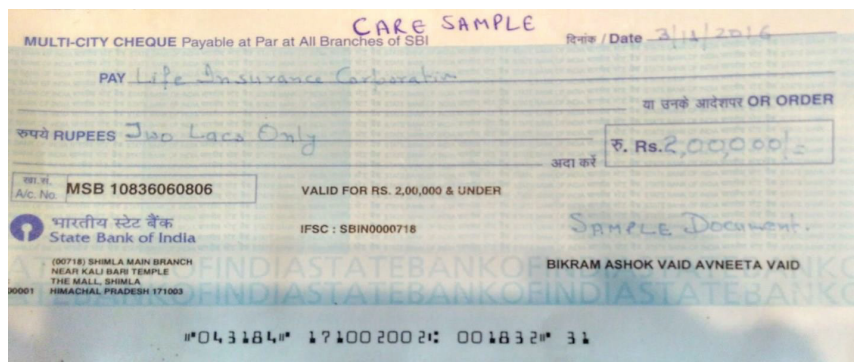 CARE SAMPLE
MULTI-CITY CHEQUE Payable at Par at All Branches of SBI
दिनांक / Date 3/11/2016
PAY Life Insurance Corporation
या उनके आदेशपर OR ORDER
रुपये RUPEES Two Lacs Only
अदा करें रु. Rs. 2,00,000/=
खा.सं.
A/c. No. MSB 10836060806
VALID FOR RS. 2,00,000 & UNDER
भारतीय स्टेट बैंक
State Bank of India
IFSC : SBIN0000718
SAMPLE Document.
(00718) SHIMLA MAIN BRANCH
NEAR KALI BARI TEMPLE
THE MALL, SHIMLA
00001 HIMACHAL PRADESH 171003
BIKRAM ASHOK VAID AVNEETA VAID
⑈043184⑈ 171002002⑆ 001832⑈ 31